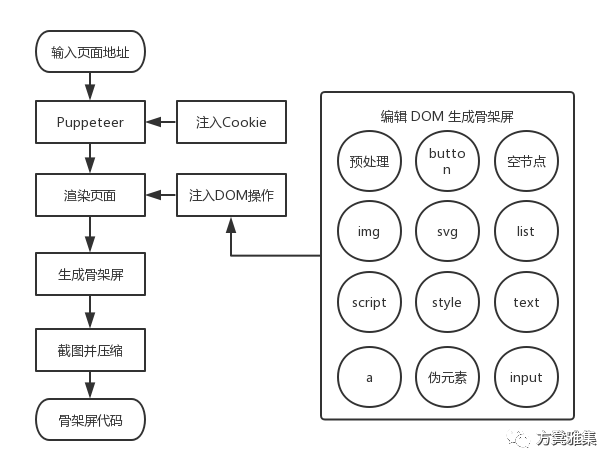 输入页面地址
Puppeteer
注入Cookie
渲染页面
注入DOM操作
生成骨架屏
截图并压缩
骨架屏代码
编辑 DOM 生成骨架屏
预处理
butto
n
空节点
img
svg
list
script
style
text
a
伪元素
input
方凳雅集